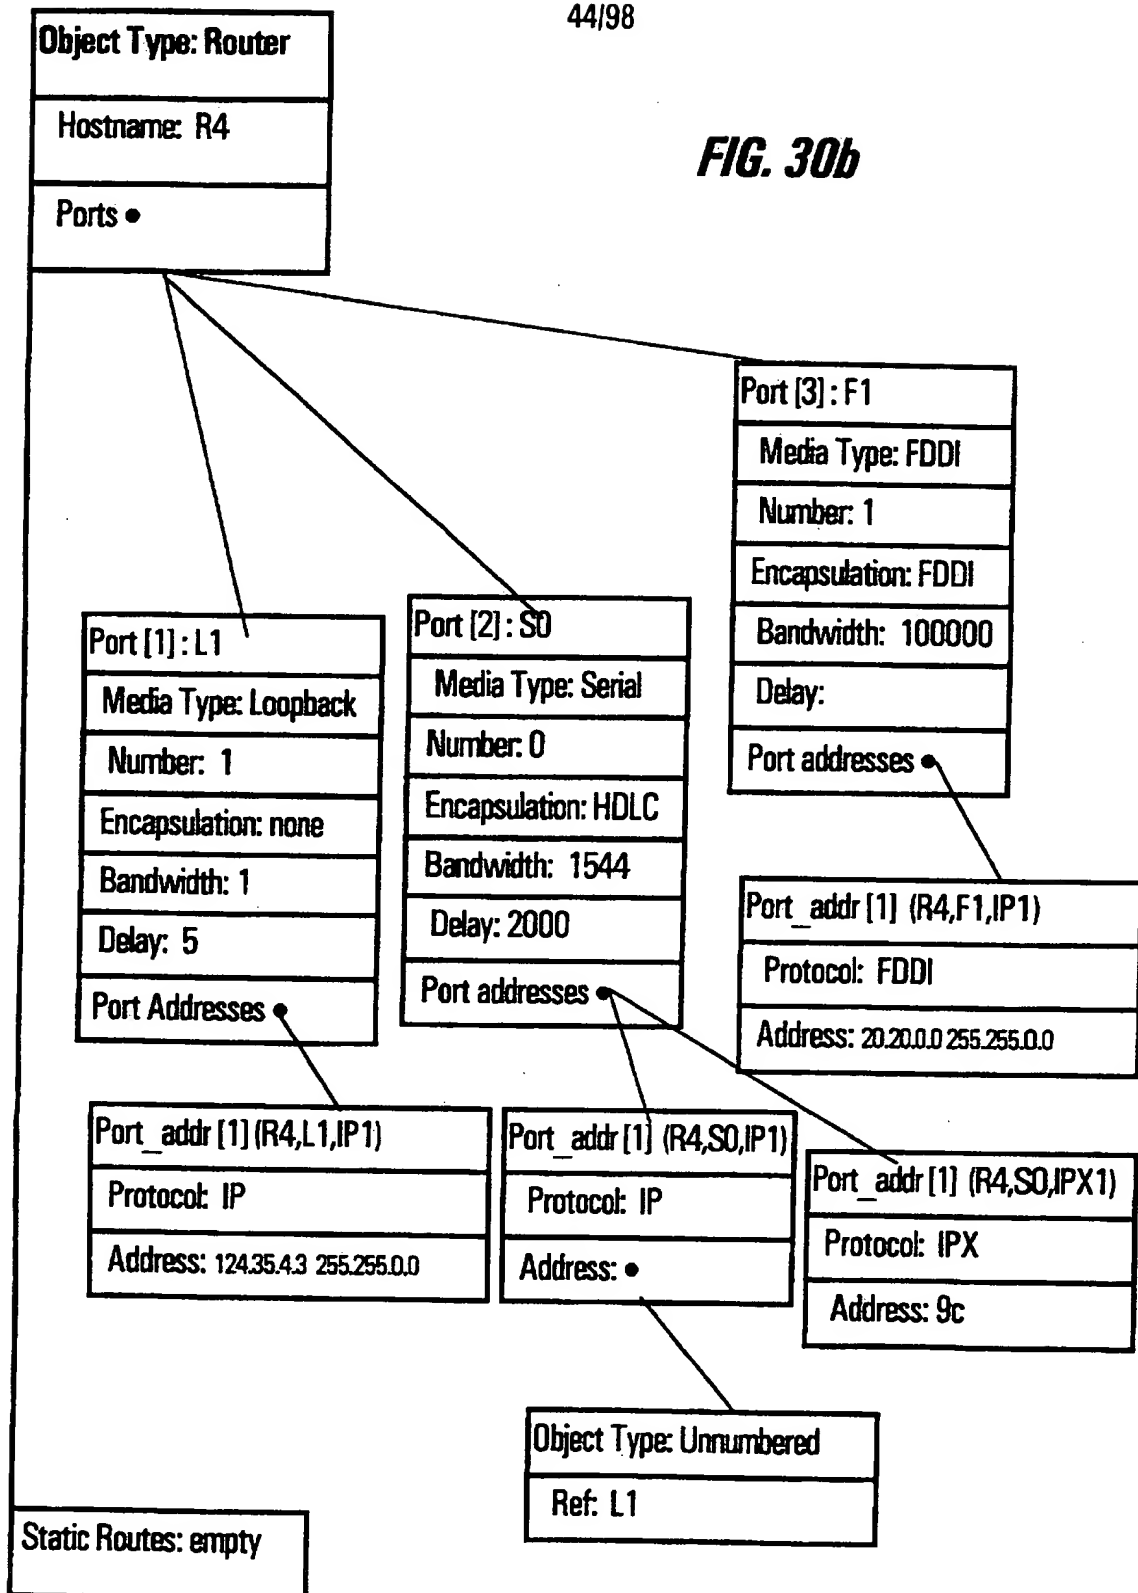 44/98
Object Type: Router
Hostname: R4
Ports
FIG. 30b
Port [1] : L1
Media Type: Loopback
Number: 1
Encapsulation: none
Bandwidth: 1
Delay: 5
Port Addresses
Port [2] : S0
Media Type: Serial
Number: 0
Encapsulation: HDLC
Bandwidth: 1544
Delay: 2000
Port addresses
Port [3] : F1
Media Type: FDDI
Number: 1
Encapsulation: FDDI
Bandwidth: 100000
Delay:
Port addresses
Port_addr [1] (R4,F1,IP1)
Protocol: FDDI
Address: 20.20.0.0 255.255.0.0
Port_addr [1] (R4,L1,IP1)
Protocol: IP
Address: 124.35.4.3 255.255.0.0
Port_addr [1] (R4,S0,IP1)
Protocol: IP
Address:
Port_addr [1] (R4,S0,IPX1)
Protocol: IPX
Address: 9c
Object Type: Unnumbered
Ref: L1
Static Routes: empty